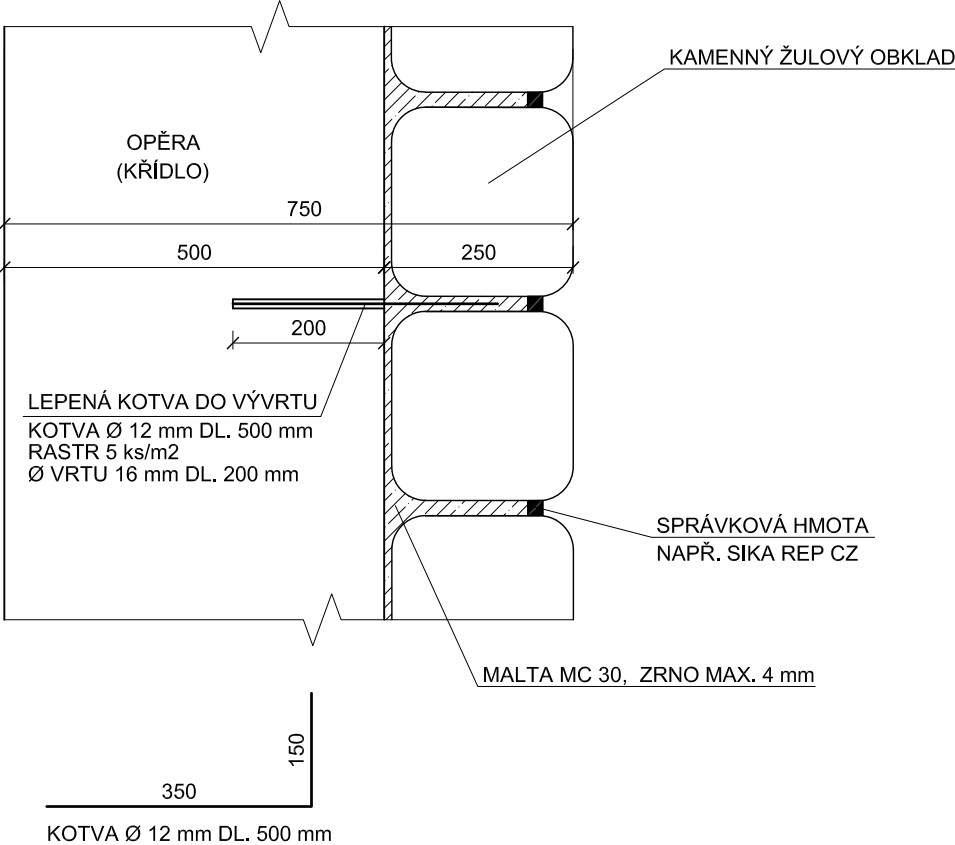 KAMENNÝ ŽULOVÝ OBKLAD
OPĚRA
(KŘÍDLO)
750
500
250
200
LEPENÁ KOTVA DO VÝVRTU
KOTVA Ø 12 mm DL. 500 mm
RASTR 5 ks/m2
Ø VRTU 16 mm DL. 200 mm
SPRÁVKOVÁ HMOTA
NAPŘ. SIKA REP CZ
MALTA MC 30, ZRNO MAX. 4 mm
150
350
KOTVA Ø 12 mm DL. 500 mm